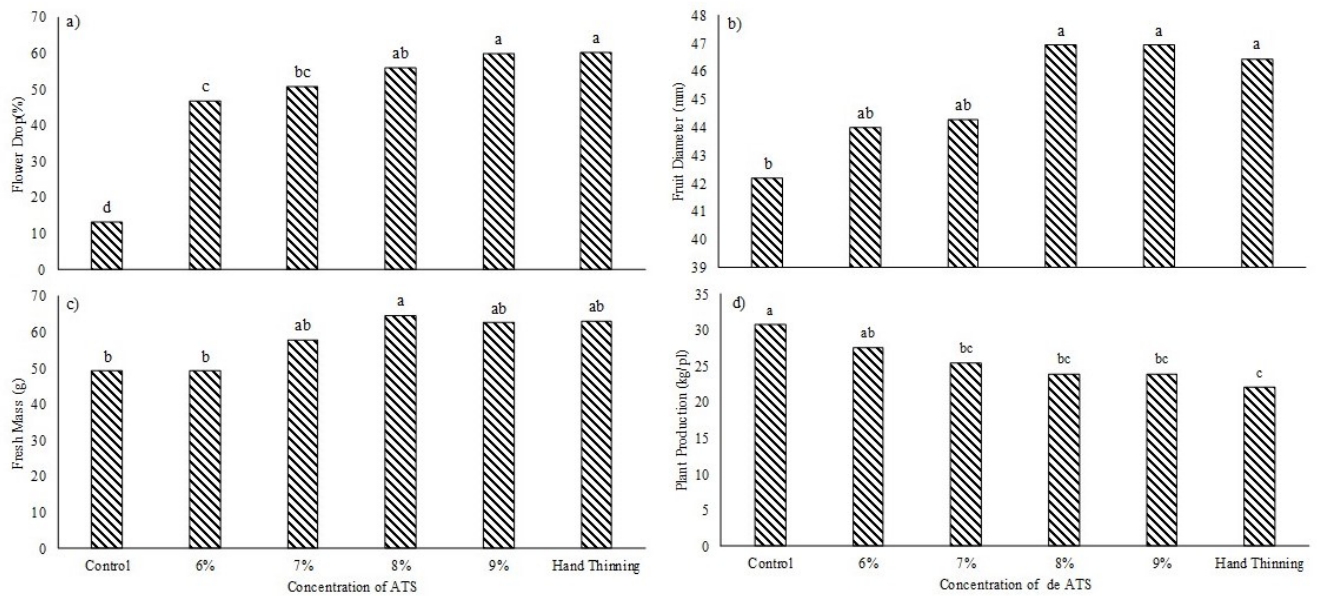 a)
Flower Drop(%)
70
60
50
40
30
20
10
0
d
c
bc
ab
a
a
b)
Fruit Diameter (mm)
48
47
46
45
44
43
42
41
40
39
b
ab
ab
a
a
a
c)
Fresh Mass (g)
70
60
50
40
30
20
10
0
b
b
ab
a
ab
ab
Control
6%
7%
8%
9%
Hand Thinning
Concentration of ATS
d)
Plant Production (kg/pl)
35
30
25
20
15
10
5
0
a
ab
bc
bc
bc
c
Control
6%
7%
8%
9%
Hand Thinning
Concentration of de ATS